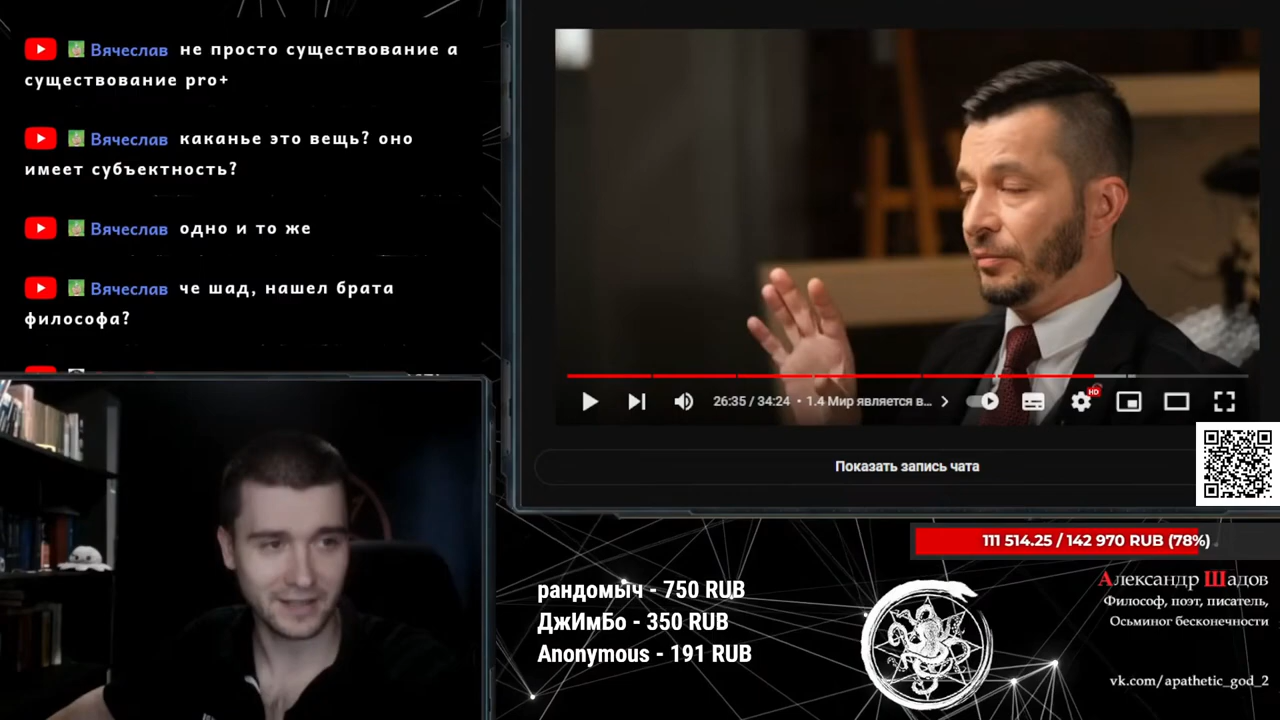 Вячеслав не просто существование а
существование pro+
Вячеслав каканье это вещь? оно
имеет субъектность?
Вячеслав одно и то же
Вячеслав че шад, нашел брата
философа?
26:35 / 34:24 • 1.4 Мир является в...
HD
Показать запись чата
111 514.25 / 142 970 RUB (78%)
рандомыч - 750 RUB
ДжИмБо - 350 RUB
Anonymous - 191 RUB
Александр Шадов
Философ, поэт, писатель,
Осьминог бесконечности
vk.com/apathetic_god_2